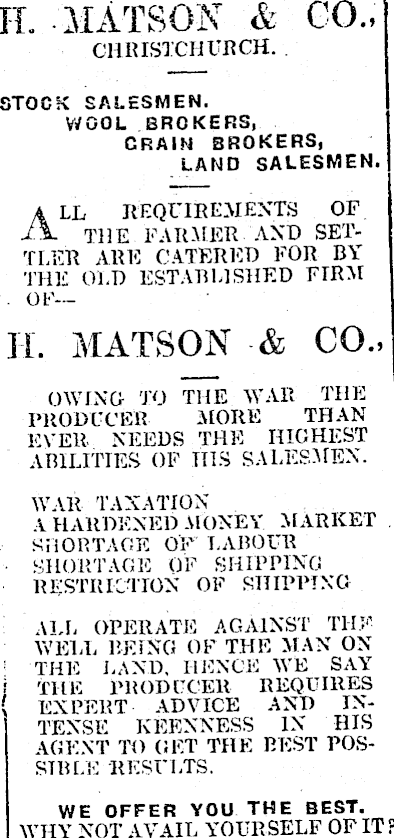 H. MATSON & CO.,
CHRISTCHURCH.
STOCK SALESMEN.
WOOL BROKERS,
GRAIN BROKERS,
LAND SALESMEN.
ALL REQUIREMENTS OF
THE FARMER AND SET-
TLER ARE CATERED FOR BY
THE OLD ESTABLISHED FIRM
OF—
H. MATSON & CO.,
OWING TO THE WAR THE
PRODUCER MORE THAN
EVER NEEDS THE HIGHEST
ABILITIES OF HIS SALESMEN.
WAR TAXATION
A HARDENED MONEY MARKET
SHORTAGE OF LABOUR
SHORTAGE OF SHIPPING
RESTRICTION OF SHIPPING
ALL OPERATE AGAINST THE
WELL BEING OF THE MAN ON
THE LAND, HENCE WE SAY
THE PRODUCER REQUIRES
EXPERT ADVICE AND IN-
TENSE KEENNESS IN HIS
AGENT TO GET THE BEST POS-
SIBLE RESULTS.
WE OFFER YOU THE BEST.
WHY NOT AVAIL YOURSELF OF IT?